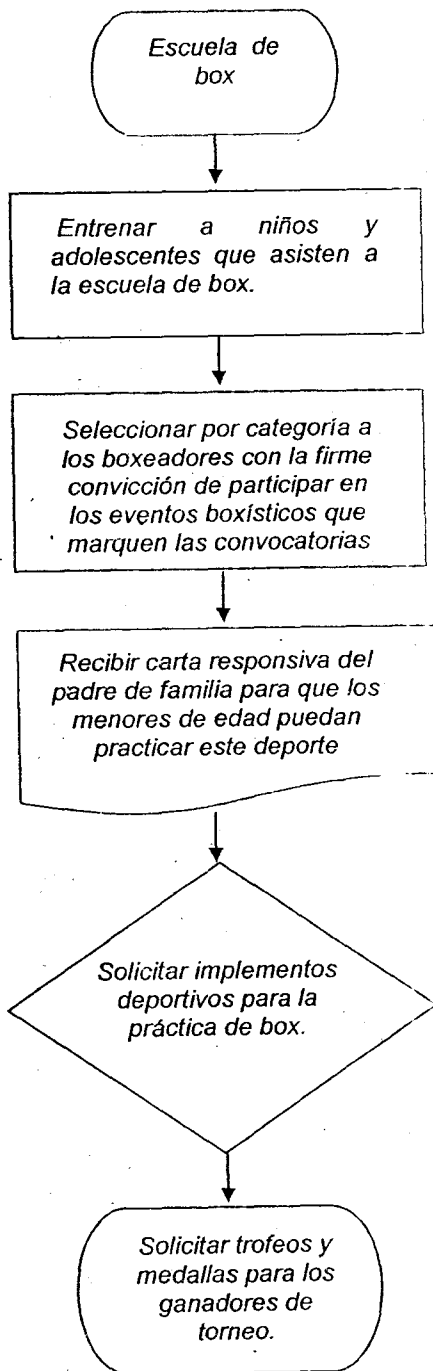 Escuela de
box
Entrenar a niños y
adolescentes que asisten a
la escuela de box.
Seleccionar por categoría a
los boxeadores con la firme
convicción de participar en
los eventos boxísticos que
marquen las convocatorias
Recibir carta responsiva del
padre de familia para que los
menores de edad puedan
practicar este deporte
Solicitar implementos
deportivos para la
práctica de box.
Solicitar trofeos y
medallas para los
ganadores de
torneo.